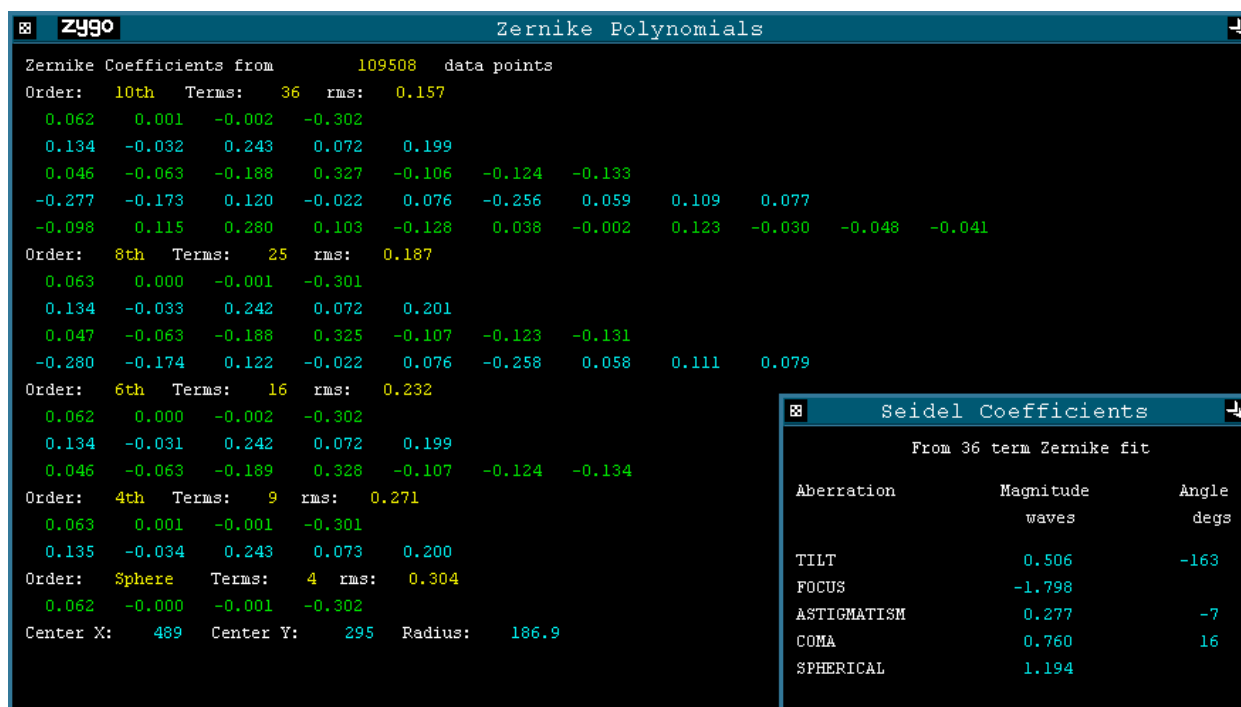 zygo Zernike Polynomials
Zernike Coefficients from 109508 data points
Order: 10th Terms: 36 rms: 0.157
0.062 0.001 -0.002 -0.302
0.134 -0.032 0.243 0.072 0.199
0.046 -0.063 -0.188 0.327 -0.106 -0.124 -0.133
-0.277 -0.173 0.120 -0.022 0.076 -0.256 0.059 0.109 0.077
-0.098 0.115 0.280 0.103 -0.128 0.038 -0.002 0.123 -0.030 -0.048 -0.041
Order: 8th Terms: 25 rms: 0.187
0.063 0.000 -0.001 -0.301
0.134 -0.033 0.242 0.072 0.201
0.047 -0.063 -0.188 0.325 -0.107 -0.123 -0.131
-0.280 -0.174 0.122 -0.022 0.076 -0.258 0.058 0.111 0.079
Order: 6th Terms: 16 rms: 0.232
0.062 0.000 -0.002 -0.302
0.134 -0.031 0.242 0.072 0.199
0.046 -0.063 -0.189 0.328 -0.107 -0.124 -0.134
Order: 4th Terms: 9 rms: 0.271
0.063 0.001 -0.001 -0.301
0.135 -0.034 0.243 0.073 0.200
Order: Sphere Terms: 4 rms: 0.304
0.062 -0.000 -0.001 -0.302
Center X: 489 Center Y: 295 Radius: 186.9
Seidel Coefficients
From 36 term Zernike fit
Aberration Magnitude Angle
waves degs
TILT 0.506 -163
FOCUS -1.798
ASTIGMATISM 0.277 -7
COMA 0.760 16
SPHERICAL 1.194